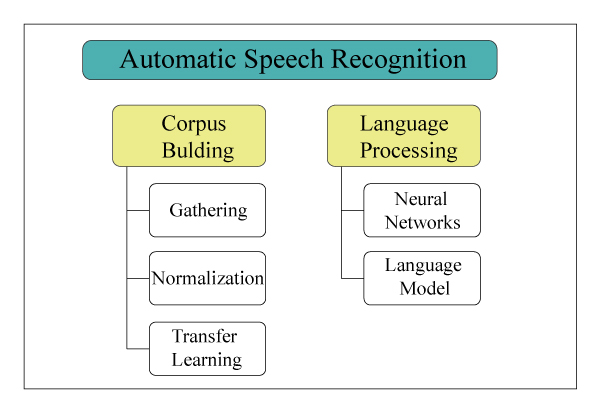 Automatic Speech Recognition
Corpus
Bulding
Gathering
Normalization
Transfer
Learning
Language
Processing
Neural
Networks
Language
Model